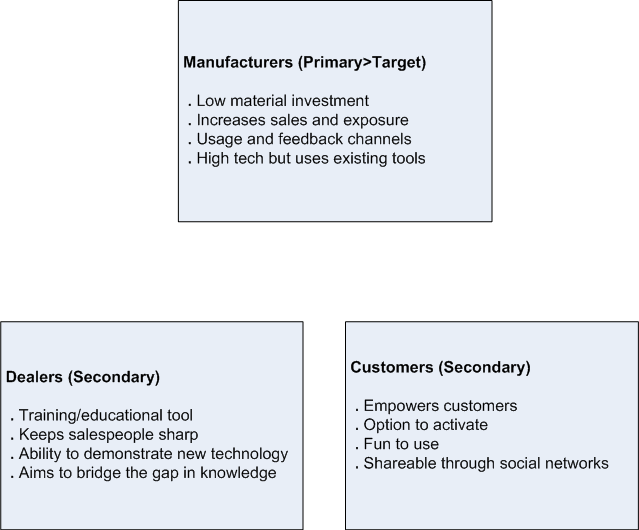 Manufacturers (Primary>Target)
. Low material investment
. Increases sales and exposure
. Usage and feedback channels
. High tech but uses existing tools
Dealers (Secondary)
. Training/educational tool
. Keeps salespeople sharp
. Ability to demonstrate new technology
. Aims to bridge the gap in knowledge
Customers (Secondary)
. Empowers customers
. Option to activate
. Fun to use
. Shareable through social networks